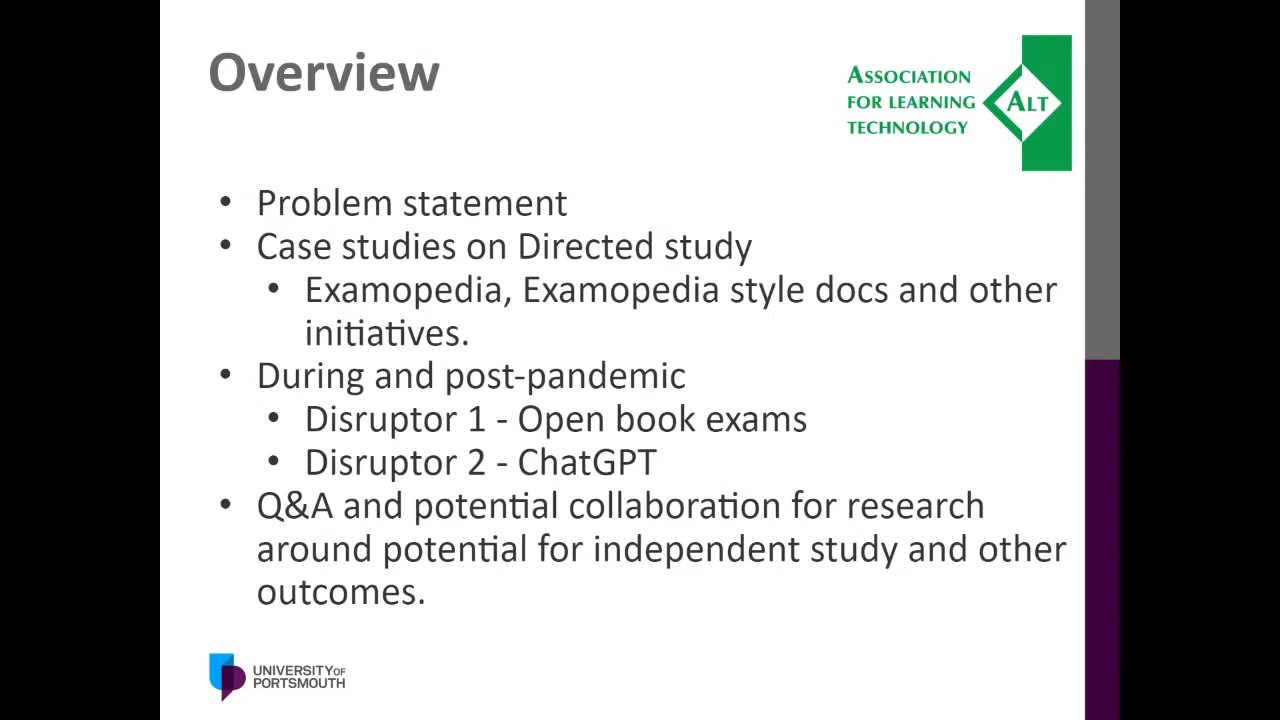 Overview
ASSOCIATION
FOR LEARNING
TECHNOLOGY
ALT
• Problem statement
• Case studies on Directed study
• Examopedia, Examopedia style docs and other
initiatives.
• During and post-pandemic
• Disruptor 1 - Open book exams
• Disruptor 2 - ChatGPT
• Q&A and potential collaboration for research
around potential for independent study and other
outcomes.
UNIVERSITY OF
PORTSMOUTH